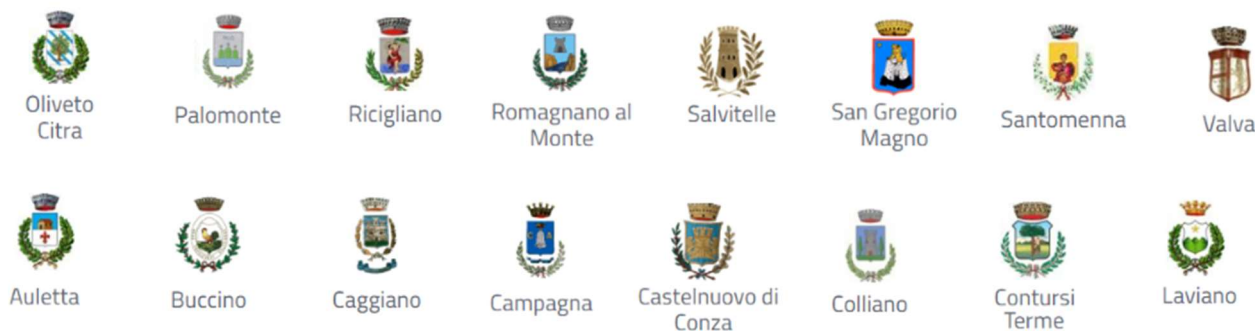 Oliveto
Citra
Palomonte
Ricigliano
Romagnano al
Monte
Salvitelle
San Gregorio
Magno
Santomenna
Valva
Auletta
Buccino
Caggiano
Campagna
Castelnuovo di
Conza
Colliano
Contursi
Terme
Laviano